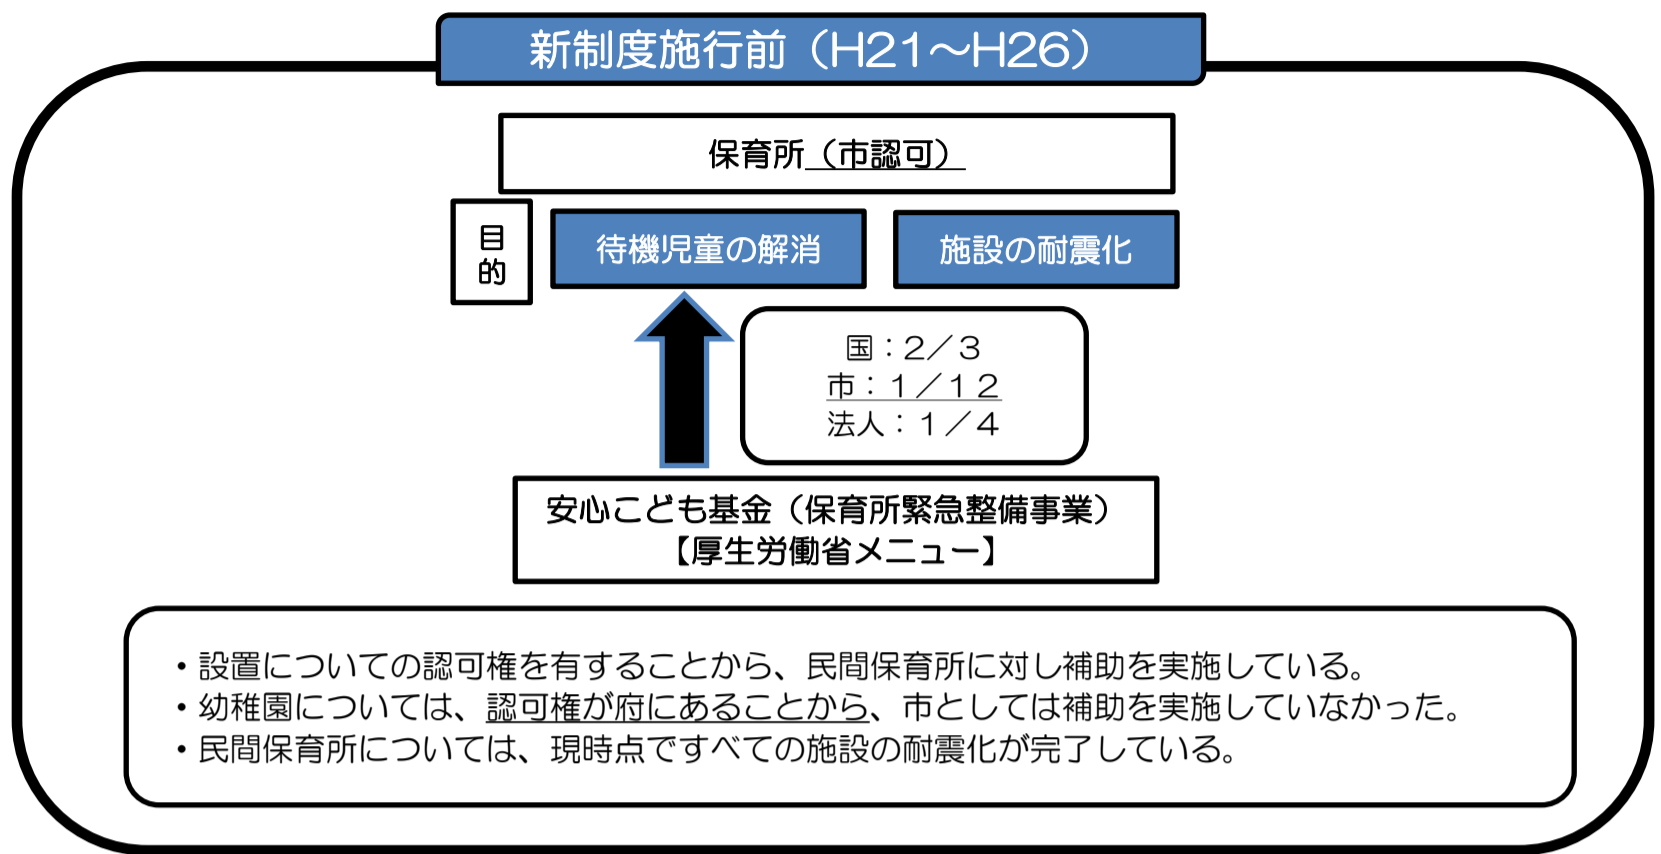 新制度施行前（H21～H26）
保育所（市認可）
目的
待機児童の解消
施設の耐震化
国：2／3
市：１／１２
法人：１／４
安心こども基金（保育所緊急整備事業）
【厚生労働省メニュー】
・設置についての認可権を有することから、民間保育所に対し補助を実施している。
・幼稚園については、認可権が府にあることから、市としては補助を実施していなかった。
・民間保育所については、現時点ですべての施設の耐震化が完了している。